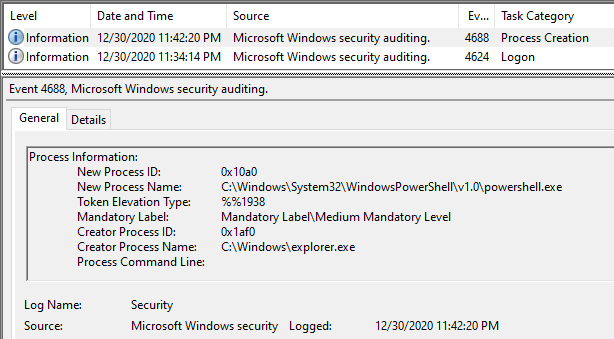 Level Date and Time Source Ev... Task Category
Information 12/30/2020 11:42:20 PM Microsoft Windows security auditing. 4688 Process Creation
Information 12/30/2020 11:34:14 PM Microsoft Windows security auditing. 4624 Logon
Event 4688, Microsoft Windows security auditing.
General Details
Process Information:
New Process ID: 0x10a0
New Process Name: C:\Windows\System32\WindowsPowerShell\v1.0\powershell.exe
Token Elevation Type: %%1938
Mandatory Label: Mandatory Label\Medium Mandatory Level
Creator Process ID: 0x1af0
Creator Process Name: C:\Windows\explorer.exe
Process Command Line:
Log Name: Security
Source: Microsoft Windows security Logged: 12/30/2020 11:42:20 PM